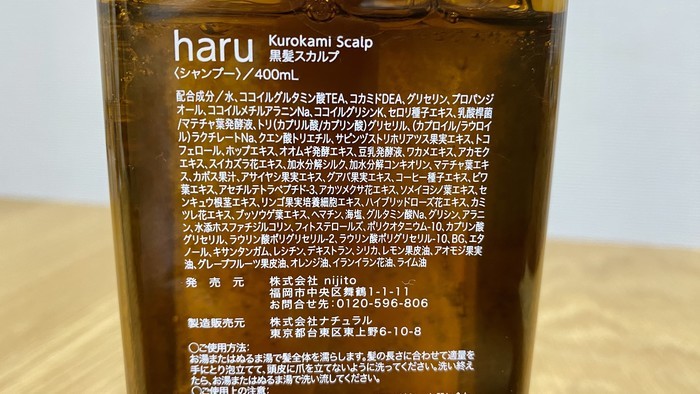 haru Kurokami Scalp
黒髪スカルプ
〈シャンプー〉／400mL
配合成分／水、ココイルグルタミン酸TEA、コカミドDEA、グリセリン、プロパンジ
オール、ココイルメチルアラニンNa、ココイルグリシンK、セロリ種子エキス、乳酸桿菌
/マテチャ葉発酵液、トリ(カプリル酸/カプリン酸)グリセリル、(カプロイル/ラウロイ
ル)ラクチレートNa、クエン酸トリエチル、サピンヅストリホリアツス果実エキス、トコ
フェロール、ホップエキス、オオムギ発酵エキス、豆乳発酵液、ワカメエキス、アカモク
エキス、スイカズラ花エキス、加水分解シルク、加水分解コンキオリン、マテチャ葉エキ
ス、カボス果汁、アサイヤシ果実エキス、グアバ果実エキス、コーヒー種子エキス、ビワ
葉エキス、アセチルテトラペプチド-3、アカツメクサ花エキス、ソメイヨシノ葉エキス、セ
ンキュウ根茎エキス、リンゴ果実培養細胞エキス、ハイブリッドローズ花エキス、カミ
ツレ花エキス、ブッソウゲ葉エキス、ヘマチン、海塩、グルタミン酸Na、グリシン、アラニ
ン、水添ホスファチジルコリン、フィトステロールズ、ポリクオタニウム-10、カプリン酸
グリセリル、ラウリン酸ポリグリセリル-2、ラウリン酸ポリグリセリル-10、BG、エタ
ノール、キサンタンガム、レシチン、デキストラン、シリカ、レモン果皮油、アオモジ果実
油、グレープフルーツ果皮油、オレンジ油、イランイラン花油、ライム油
発売元 株式会社 nijito
福岡市中央区舞鶴1-1-11
お問合せ先：0120-596-806
製造販売元 株式会社ナチュラル
東京都台東区東上野6-10-8
〇ご使用方法：
お湯またはぬるま湯で髪全体を濡らします。髪の長さに合わせて適量を
手にとり泡立てて、頭皮に爪を立てないように洗ってください。洗い終え
たら、お湯またはぬるま湯で洗い流してください。
〇ご使用上の注意：